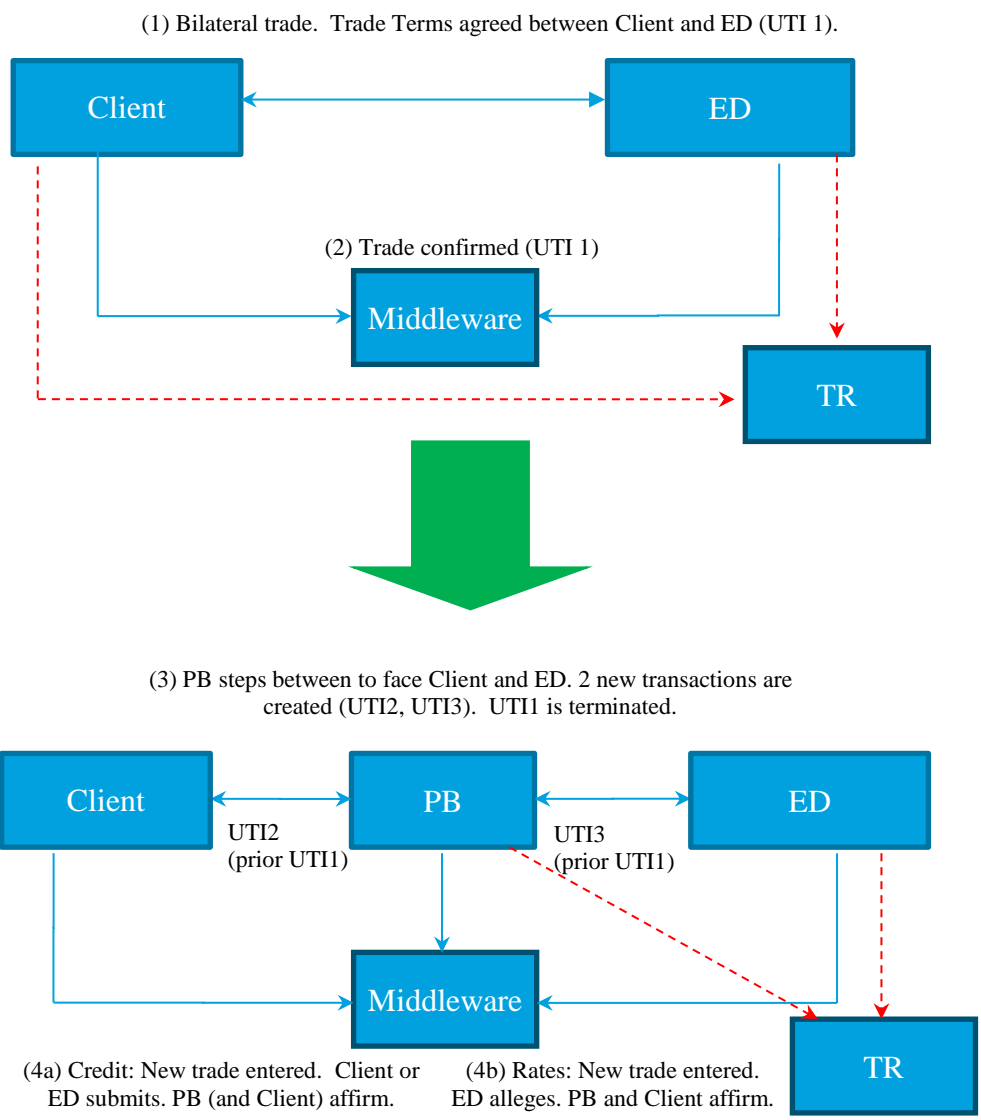 (1) Bilateral trade.  Trade Terms agreed between Client and ED (UTI 1).
Client
ED
(2) Trade confirmed (UTI 1)
Middleware
TR
(3) PB steps between to face Client and ED. 2 new transactions are
created (UTI2, UTI3).  UTI1 is terminated.
Client
PB
ED
UTI2
(prior UTI1)
UTI3
(prior UTI1)
Middleware
TR
(4a) Credit: New trade entered.  Client or
ED submits. PB (and Client) affirm.
(4b) Rates: New trade entered.
ED alleges. PB and Client affirm.